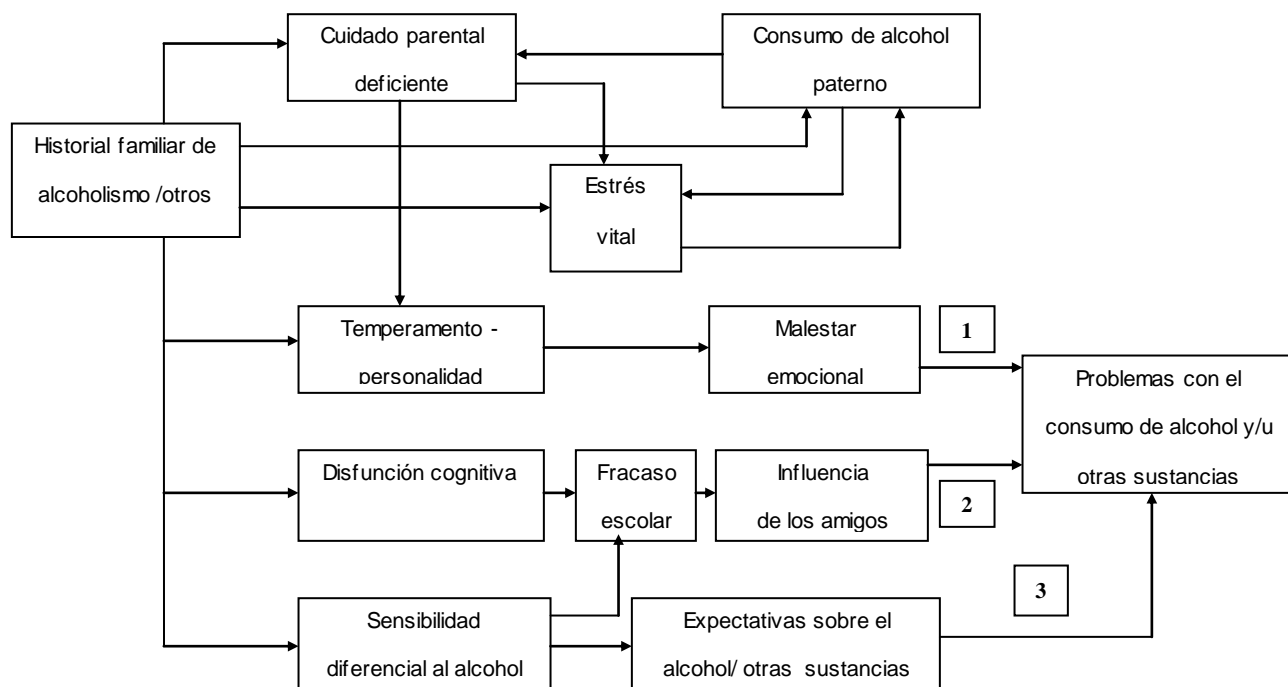 Cuidado parental
deficiente
Consumo de alcohol
paterno
Historial familiar de
alcoholismo /otros
Estrés
vital
Temperamento -
personalidad
Malestar
emocional
1
Problemas con el
consumo de alcohol y/u
otras sustancias
Disfunción cognitiva
Fracaso
escolar
Influencia
de los amigos
2
3
Sensibilidad
diferencial al alcohol
Expectativas sobre el
alcohol/ otras sustancias